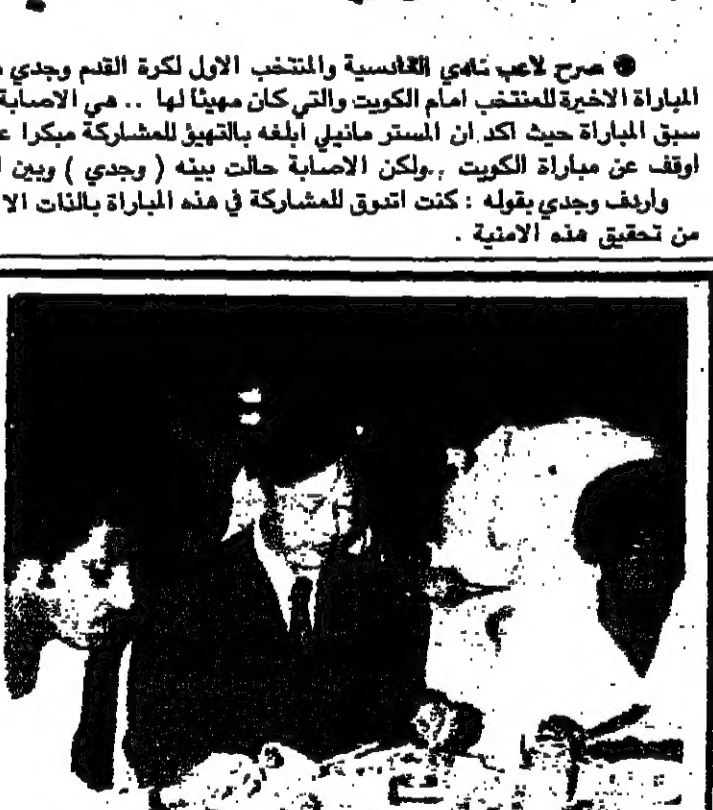 صرح لاعب نادي القادسية والمنتخب الاول لكرة القدم وجدي
المباراة الاخيرة للمنتخب امام الكويت والتي كان مهيئا لها .. هي الاصابة
سبق المباراة حيث اكد ان المستر مانيلي ابلغه بالتهيؤ للمشاركة مبكرا
اوقف عن مباراة الكويت .. ولكن الاصابة حالت بينه ( وجدي ) وبين
واردف وجدي بقوله : كنت اتدوق للمشاركة في هذه المباراة بالذات الا
من تحقيق هذه الامنية .